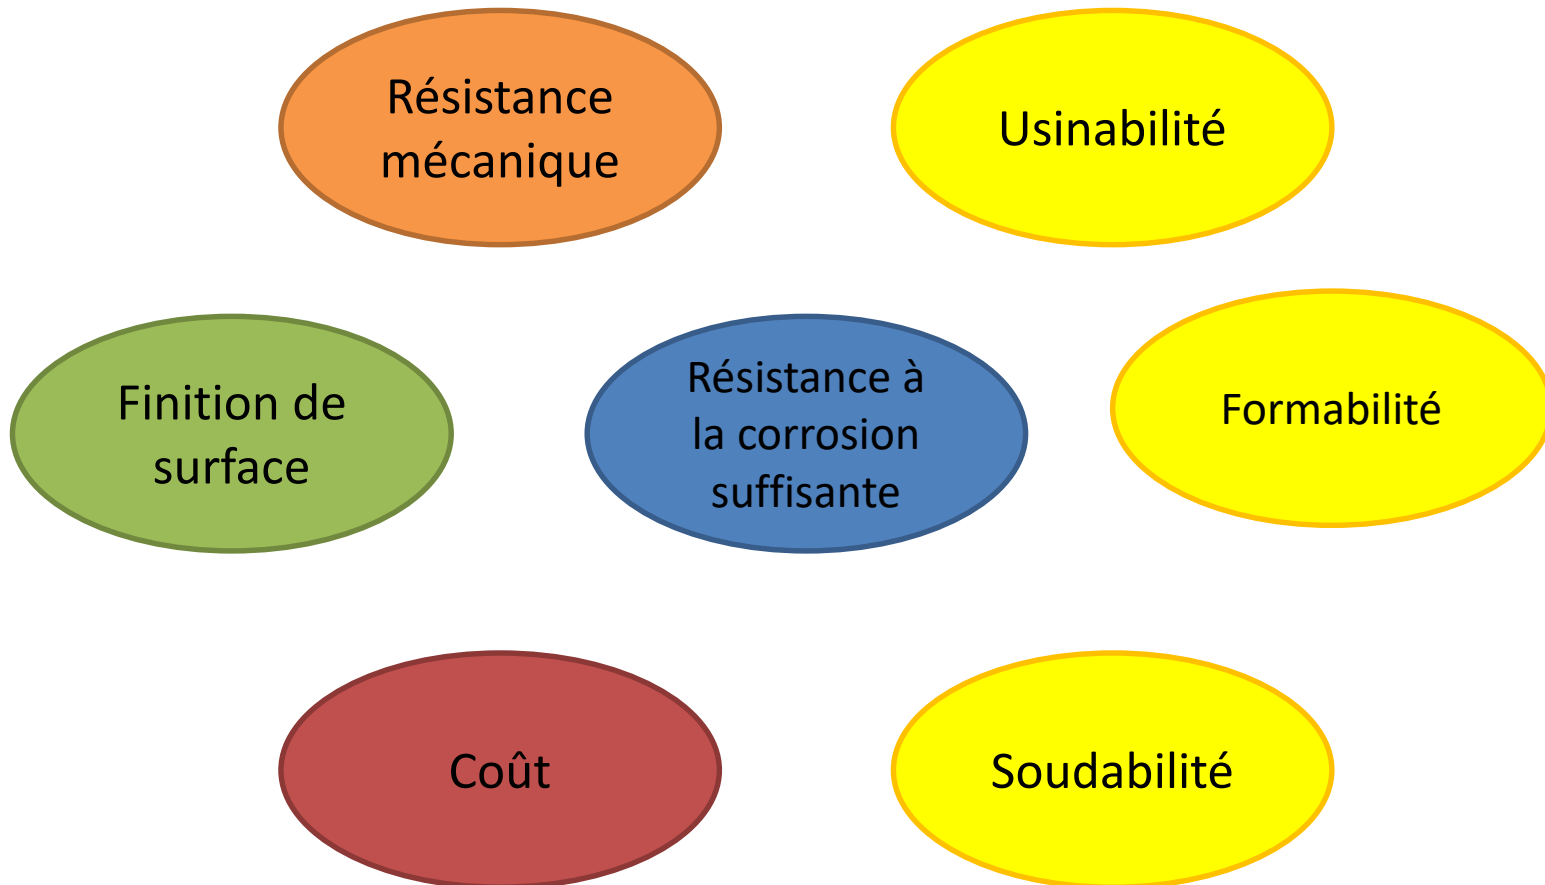 Résistance
mécanique
Usinabilité
Finition de
surface
Résistance à
la corrosion
suffisante
Formabilité
Coût
Soudabilité